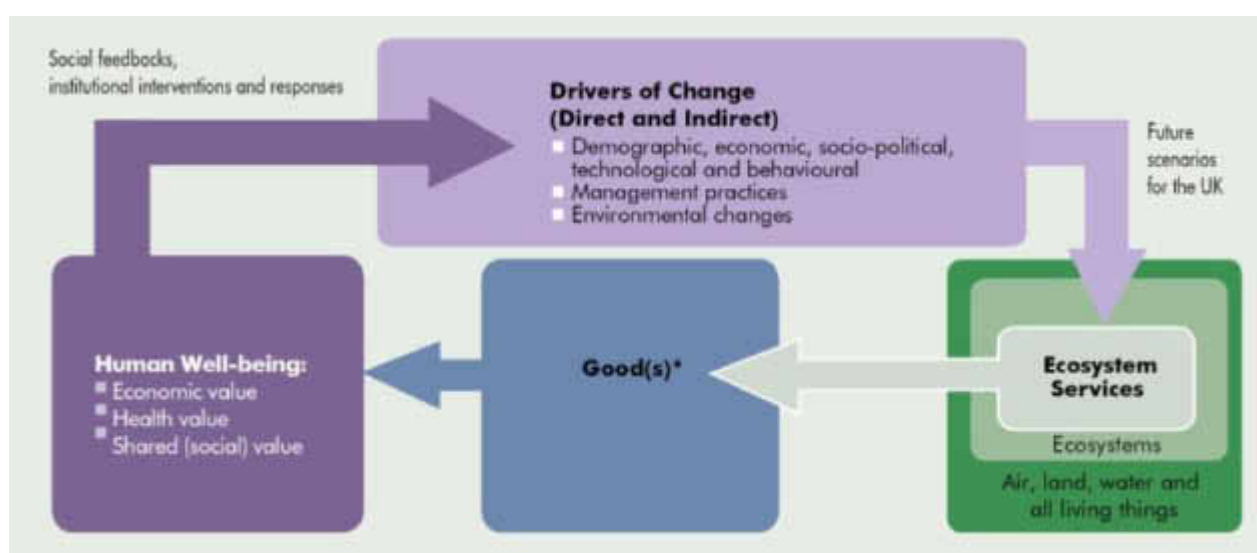 Social feedbacks,
institutional interventions and responses
Drivers of Change
(Direct and Indirect)
Demographic, economic, socio-political,
technological and behavioural
Management practices
Environmental changes
Future
scenarios
for the UK
Human Well-being:
Economic value
Health value
Shared (social) value
Good(s)*
Ecosystem
Services
Ecosystems
Air, land, water and
all living things